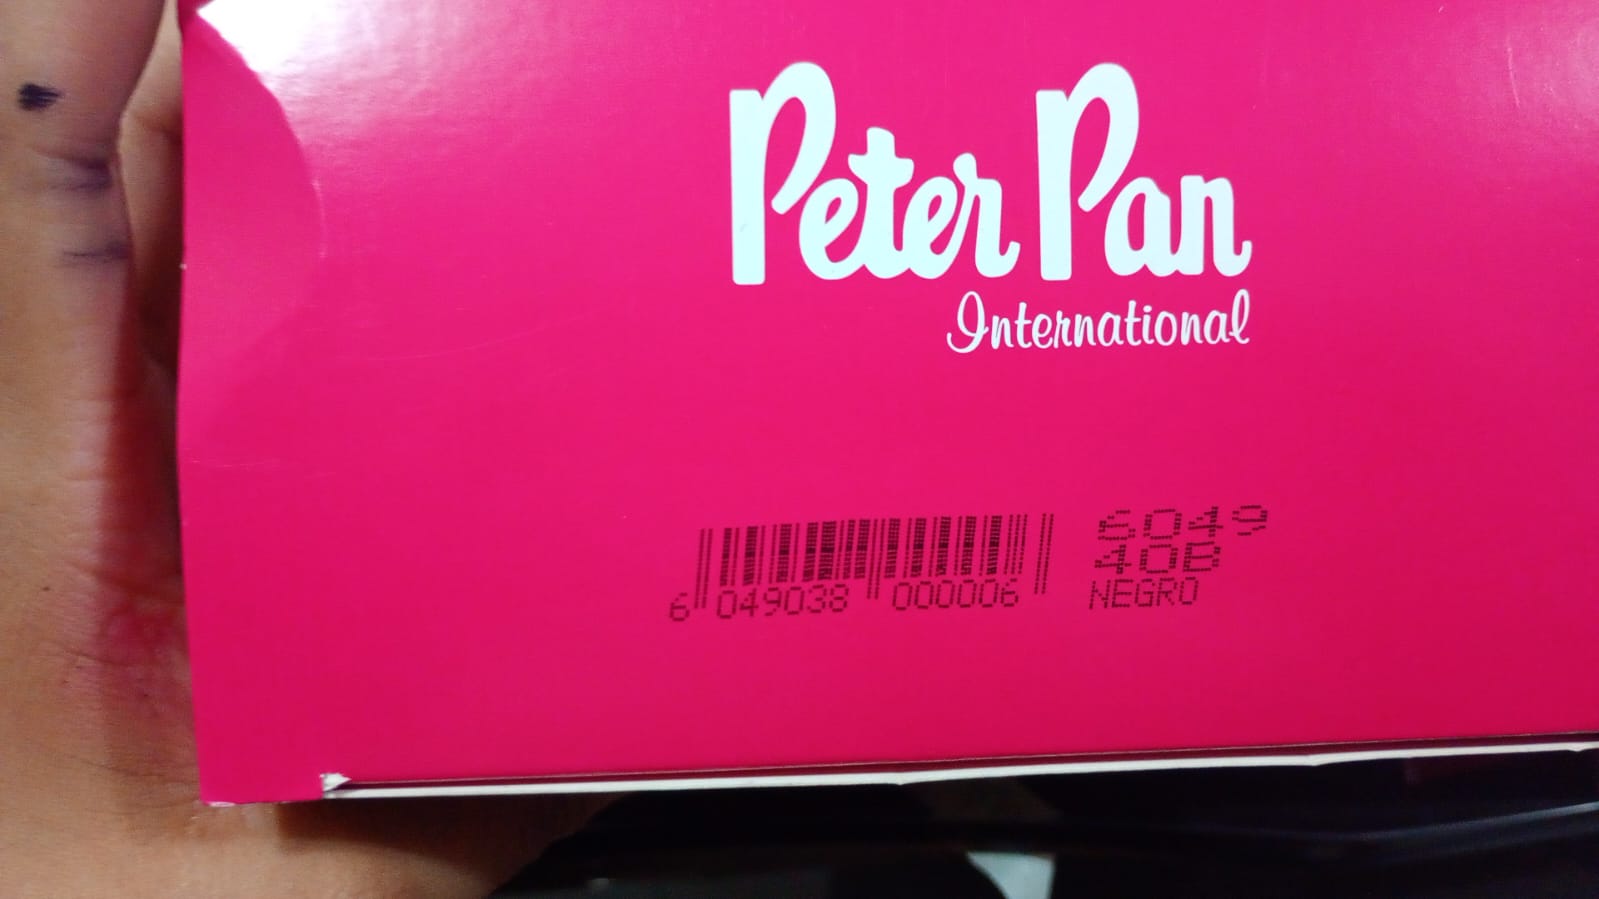 Peter Pan
International
6 049038 000006
6049
40B
NEGRO